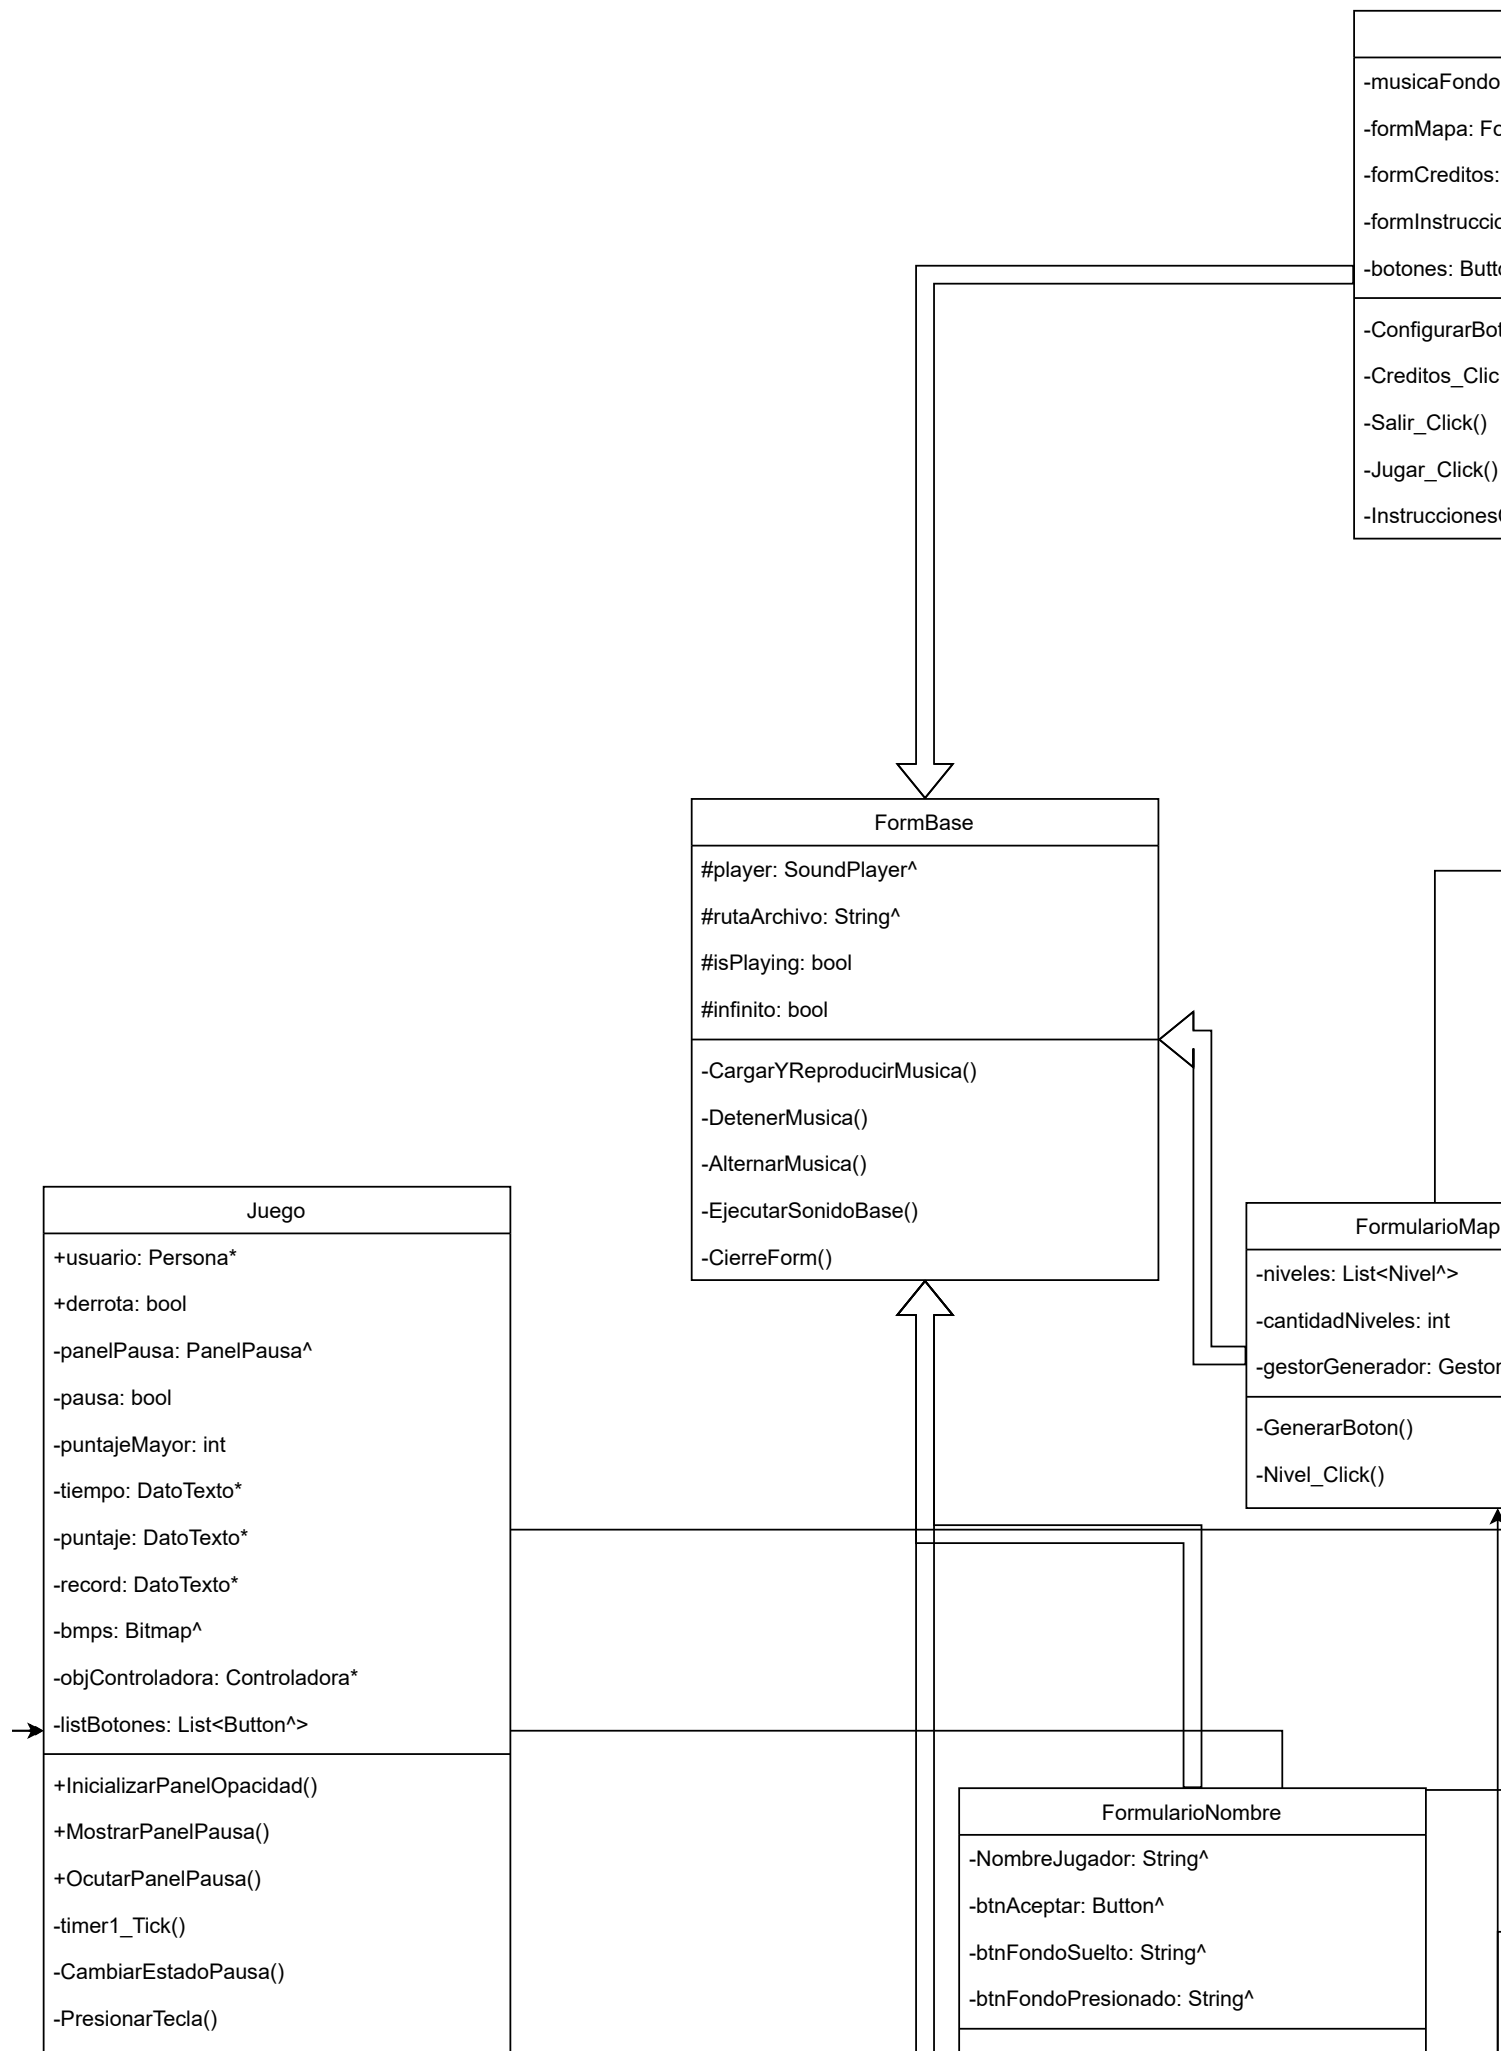 -musicaFondo
-formMapa: Fo
-formCreditos:
-formInstruccio
-botones: Butto
-ConfigurarBot
-Creditos_Clic
-Salir_Click()
-Jugar_Click()
-Instrucciones
FormBase
#player: SoundPlayer^
#rutaArchivo: String^
#isPlaying: bool
#infinito: bool
-CargarYReproducirMusica()
-DetenerMusica()
-AlternarMusica()
-EjecutarSonidoBase()
-CierreForm()
Juego
+usuario: Persona*
+derrota: bool
-panelPausa: PanelPausa^
-pausa: bool
-puntajeMayor: int
-tiempo: DatoTexto*
-puntaje: DatoTexto*
-record: DatoTexto*
-bmps: Bitmap^
-objControladora: Controladora*
-listBotones: List<Button^>
+InicializarPanelOpacidad()
+MostrarPanelPausa()
+OcutarPanelPausa()
-timer1_Tick()
-CambiarEstadoPausa()
-PresionarTecla()
FormularioMap
-niveles: List<Nivel^>
-cantidadNiveles: int
-gestorGenerador: Gestor
-GenerarBoton()
-Nivel_Click()
FormularioNombre
-NombreJugador: String^
-btnAceptar: Button^
-btnFondoSuelto: String^
-btnFondoPresionado: String^